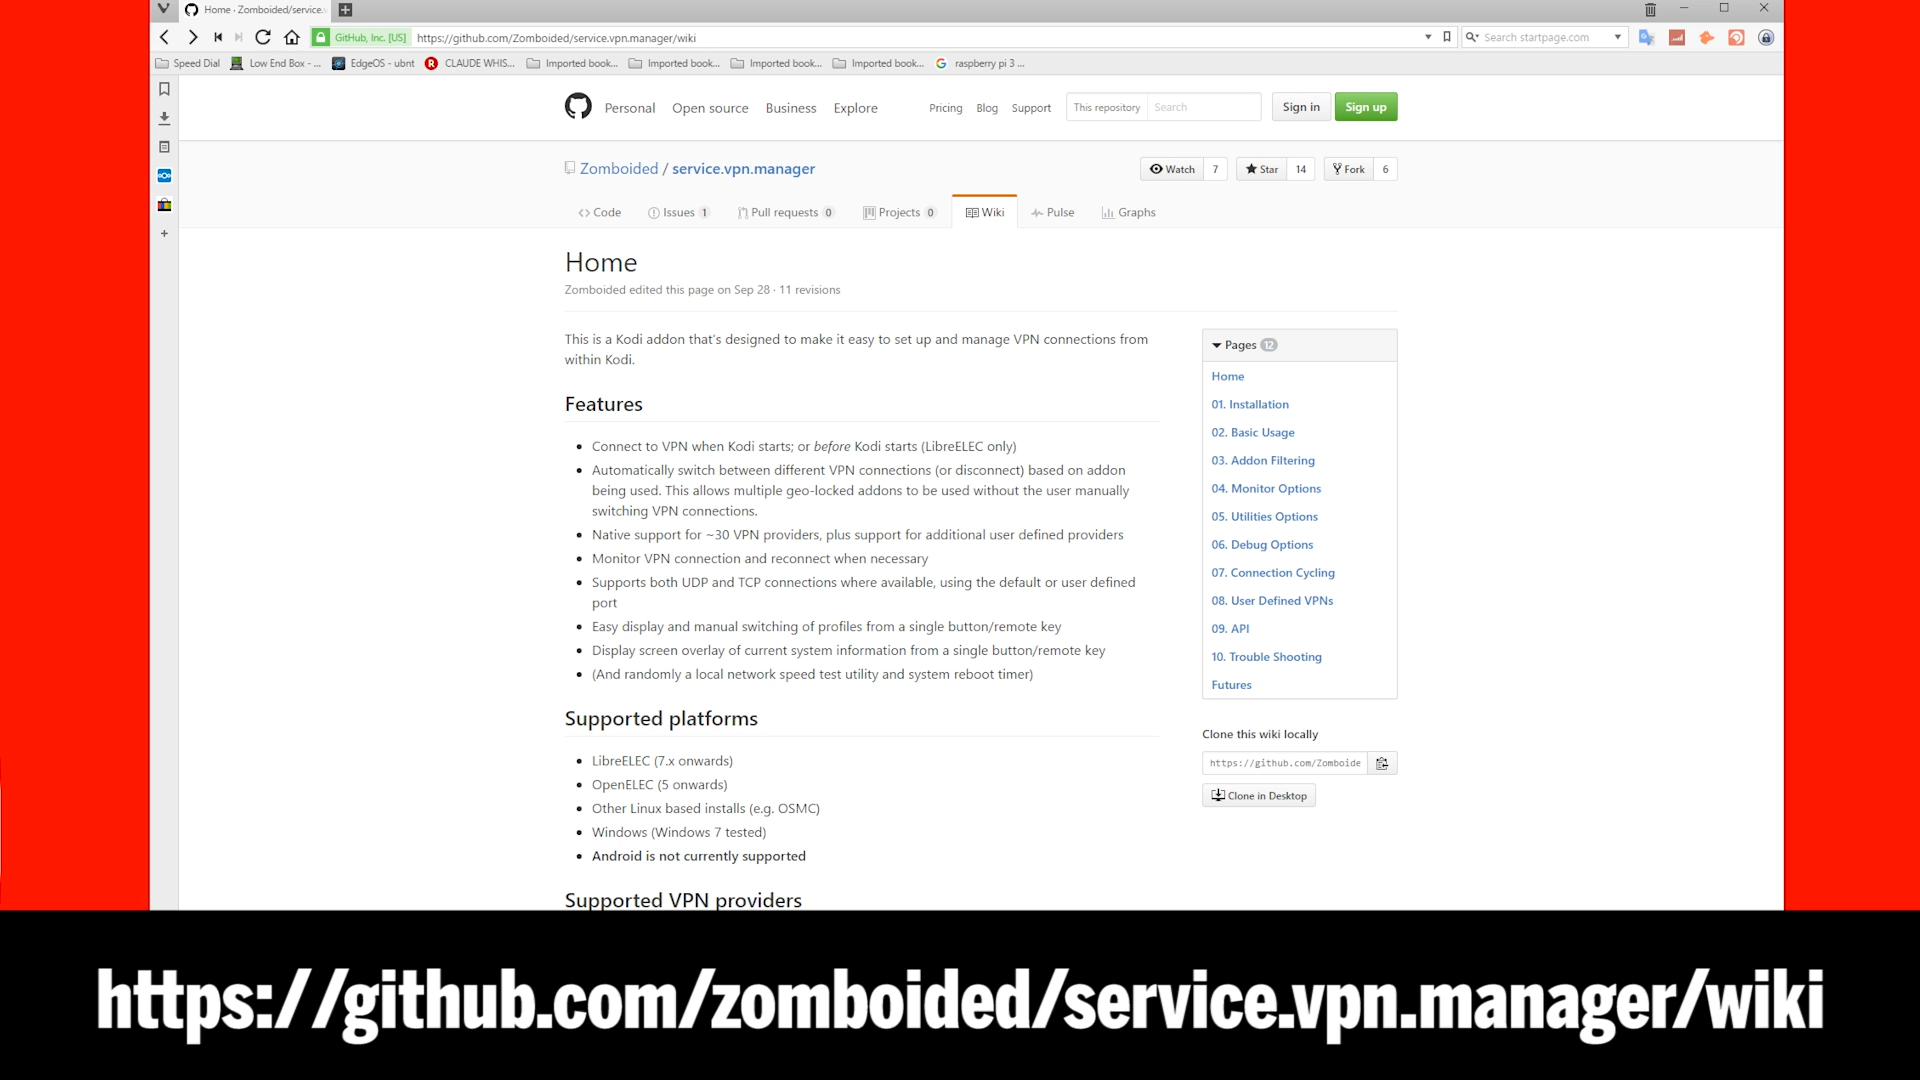 Home · Zomboided/service.
GitHub, Inc. [US] https://github.com/Zomboided/service.vpn.manager/wiki Search startpage.com
Speed Dial Low End Box - ... EdgeOS - ubnt CLAUDE WHIS... Imported book... Imported book... Imported book... Imported book... raspberry pi 3 ...
Personal Open source Business Explore Pricing Blog Support This repository Search Sign in Sign up
Zomboided / service.vpn.manager Watch 7 Star 14 Fork 6
Code Issues 1 Pull requests 0 Projects 0 Wiki Pulse Graphs
Home
Zomboided edited this page on Sep 28 · 11 revisions
This is a Kodi addon that's designed to make it easy to set up and manage VPN connections from
within Kodi.
Features
Connect to VPN when Kodi starts; or before Kodi starts (LibreELEC only)
Automatically switch between different VPN connections (or disconnect) based on addon
being used. This allows multiple geo-locked addons to be used without the user manually
switching VPN connections.
Native support for ~30 VPN providers, plus support for additional user defined providers
Monitor VPN connection and reconnect when necessary
Supports both UDP and TCP connections where available, using the default or user defined
port
Easy display and manual switching of profiles from a single button/remote key
Display screen overlay of current system information from a single button/remote key
(And randomly a local network speed test utility and system reboot timer)
Supported platforms
LibreELEC (7.x onwards)
OpenELEC (5 onwards)
Other Linux based installs (e.g. OSMC)
Windows (Windows 7 tested)
Android is not currently supported
Supported VPN providers
Pages 12
Home
01. Installation
02. Basic Usage
03. Addon Filtering
04. Monitor Options
05. Utilities Options
06. Debug Options
07. Connection Cycling
08. User Defined VPNs
09. API
10. Trouble Shooting
Futures
Clone this wiki locally
https://github.com/Zomboide
Clone in Desktop
https://github.com/zomboided/service.vpn.manager/wiki